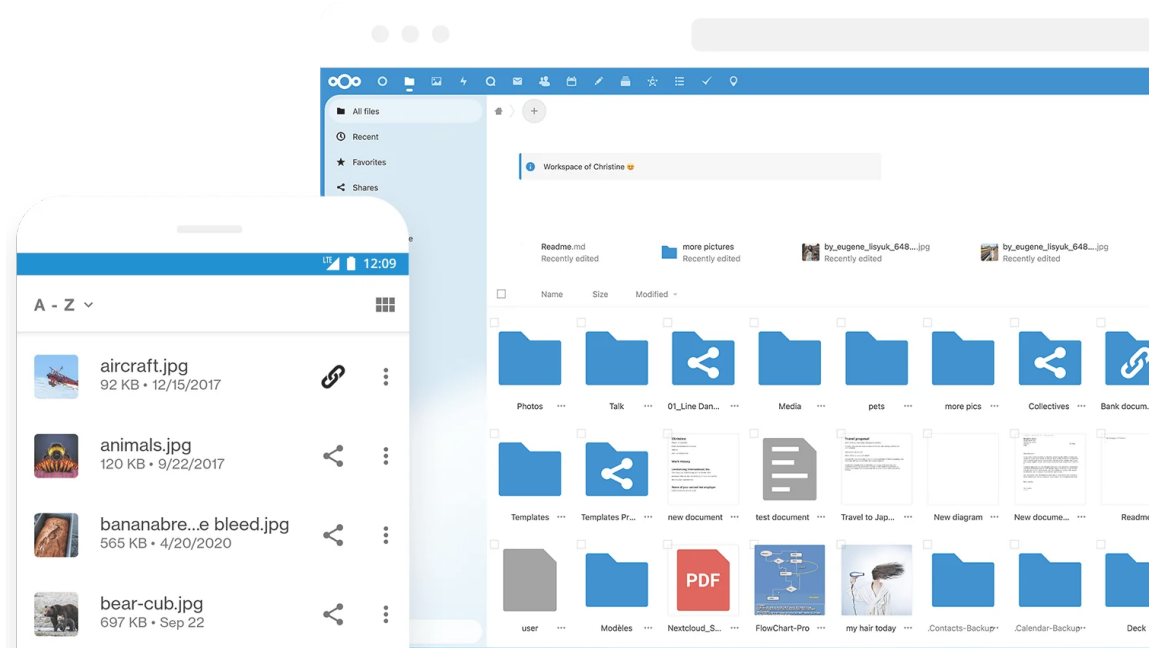 All files
Recent
Favorites
Shares
e
Workspace of Christine 😊
Readme.md
Recently edited
more pictures
Recently edited
by_eugene_lisyuk_648....jpg
Recently edited
by_eugene_lisyuk_648....jpg
Recently edited
Name Size Modified
Photos
Talk
01_Line Dan...
Media
pets
more pics
Collectives
Bank docum.
Templates
Templates Pr...
new document
test document
Travel to Jap...
New diagram
New docume...
Readme
Travel proposal
PDF
user
Modèles
Nextcloud_S...
FlowChart-Pro
my hair today
.Contacts-Backup
.Calendar-Backup
Deck
LTE 12:09
A - Z
aircraft.jpg
92 KB • 12/15/2017
animals.jpg
120 KB • 9/22/2017
bananabre...e bleed.jpg
565 KB • 4/20/2020
bear-cub.jpg
697 KB • Sep 22